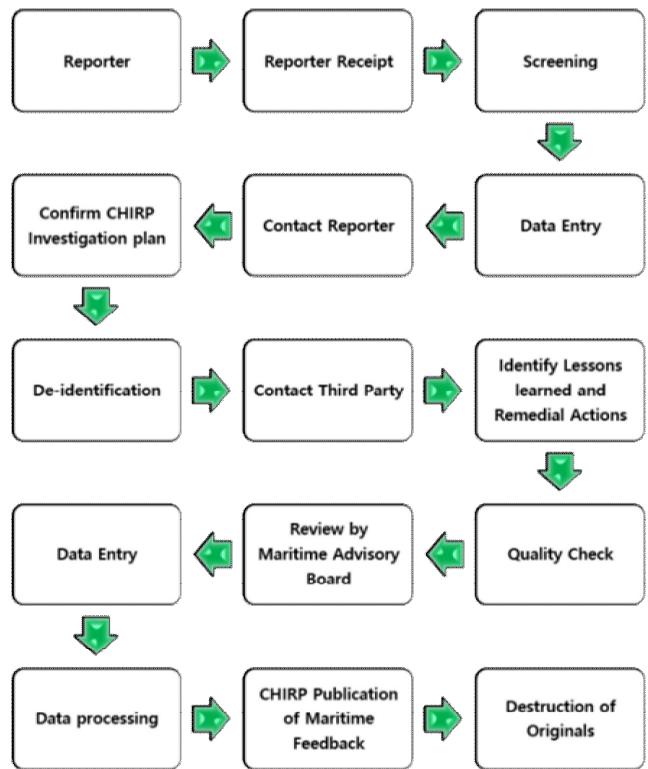 Reporter
Reporter Receipt
Screening
Data Entry
Contact Reporter
Confirm CHIRP
Investigation plan
De-identification
Contact Third Party
Identify Lessons
learned and
Remedial Actions
Quality Check
Review by
Maritime Advisory
Board
Data Entry
Data processing
CHIRP Publication
of Maritime
Feedback
Destruction of
Originals